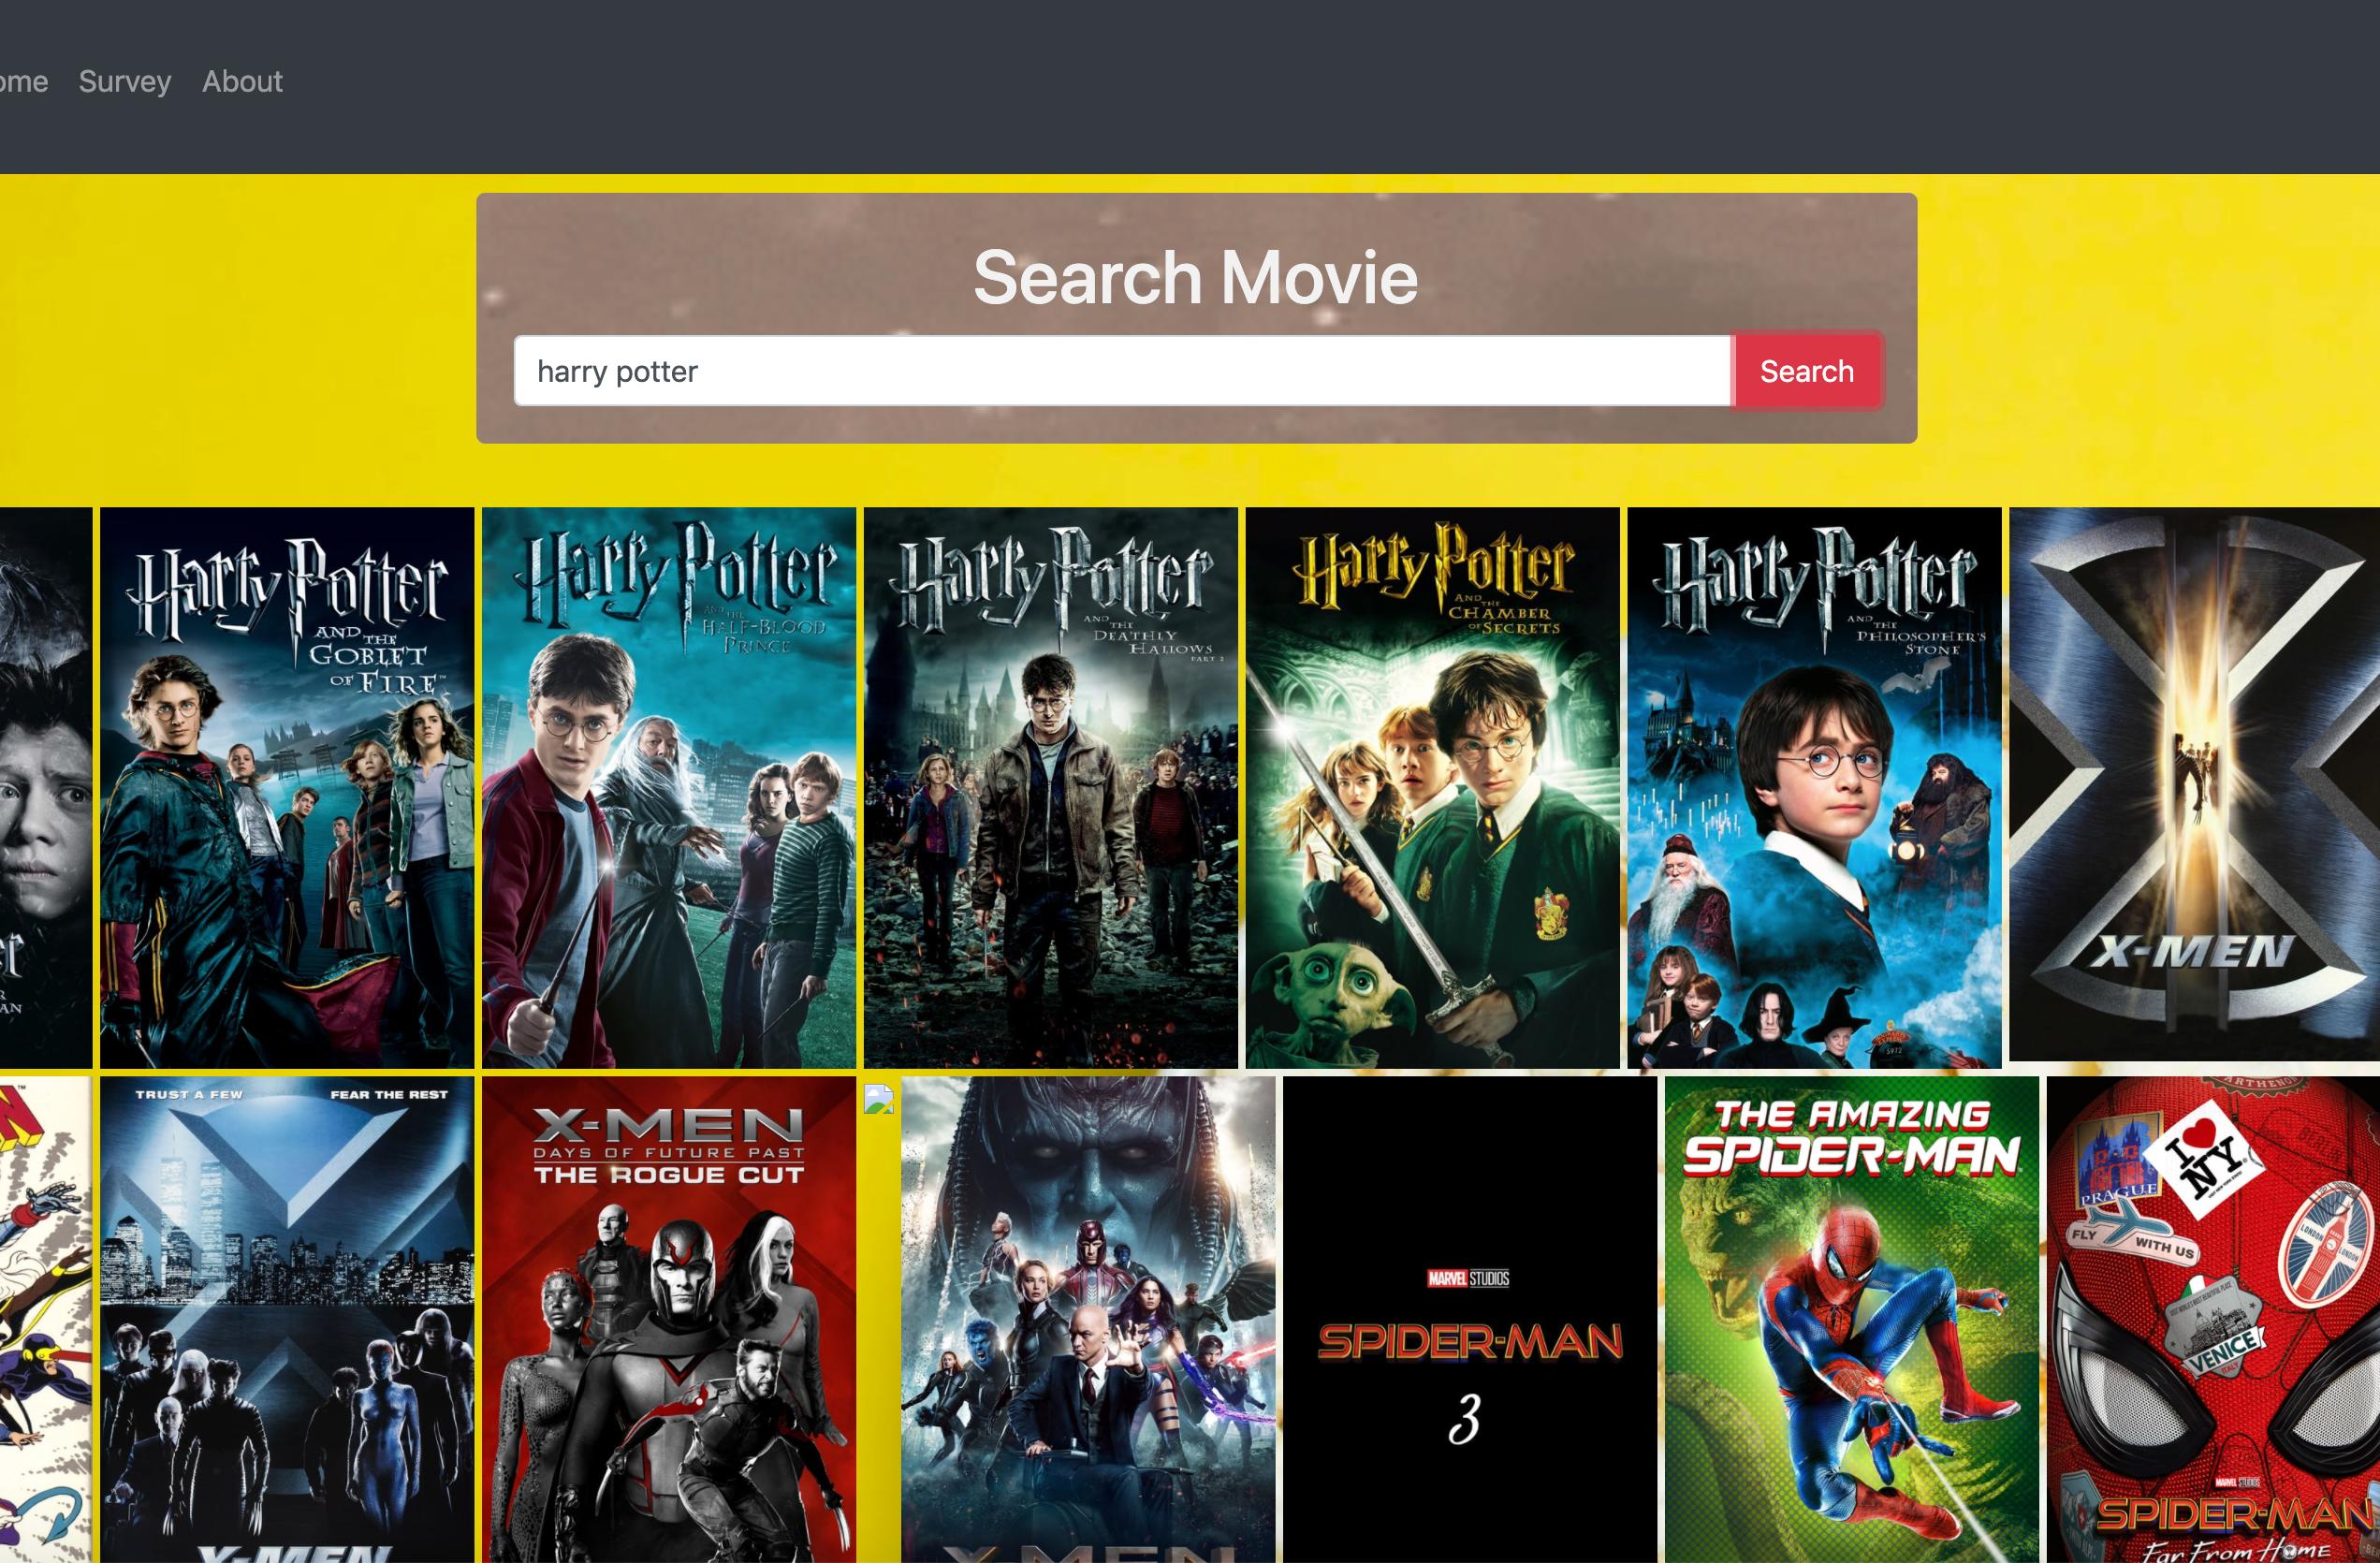 ome Survey About
Search Movie
harry potter
Search
Harry Potter
AND THE
GOBLET
OF FIRE
Harry Potter
AND THE
HALF-BLOOD
PRINCE
Harry Potter
AND THE
DEATHLY
HALLOWS
PART 2
Harry Potter
AND THE
CHAMBER
OF SECRETS
Harry Potter
AND THE
PHILOSOPHER'S
STONE
X-MEN
R
AN
TRUST A FEW FEAR THE REST
X-MEN
X-MEN
DAYS OF FUTURE PAST
THE ROGUE CUT
X-MEN
MARVEL STUDIOS
SPIDER-MAN
3
THE AMAZING
SPIDER-MAN
PRAGUE
I ♥
NY
FLY WITH US
LONDON
VENICE
ITALY
MARVEL STUDIOS
SPIDER-MAN
Far From Home